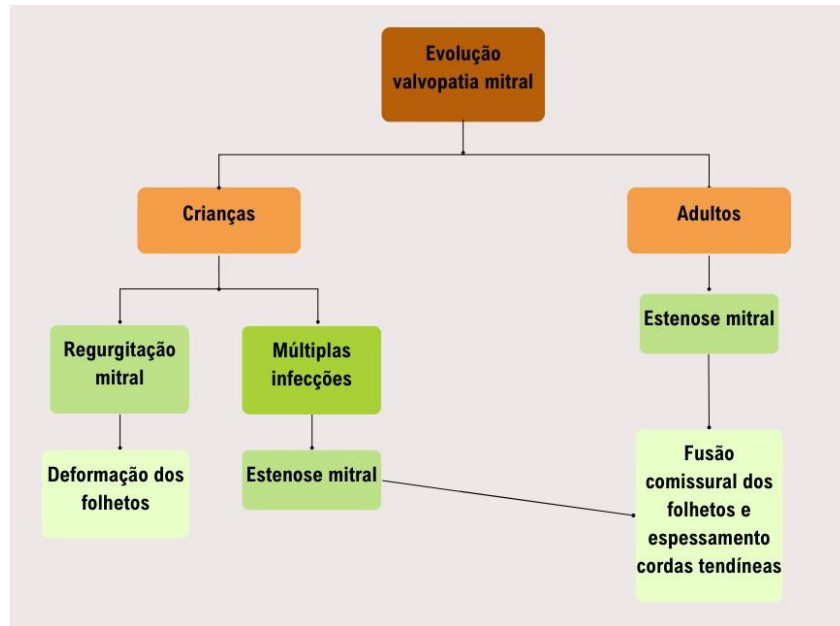 Evolução
valvopatia mitral
Crianças
Adultos
Regurgitação
mitral
Múltiplas
infecções
Estenose mitral
Deformação dos
folhetos
Estenose mitral
Fusão
comissural dos
folhetos e
espessamento
cordas tendíneas